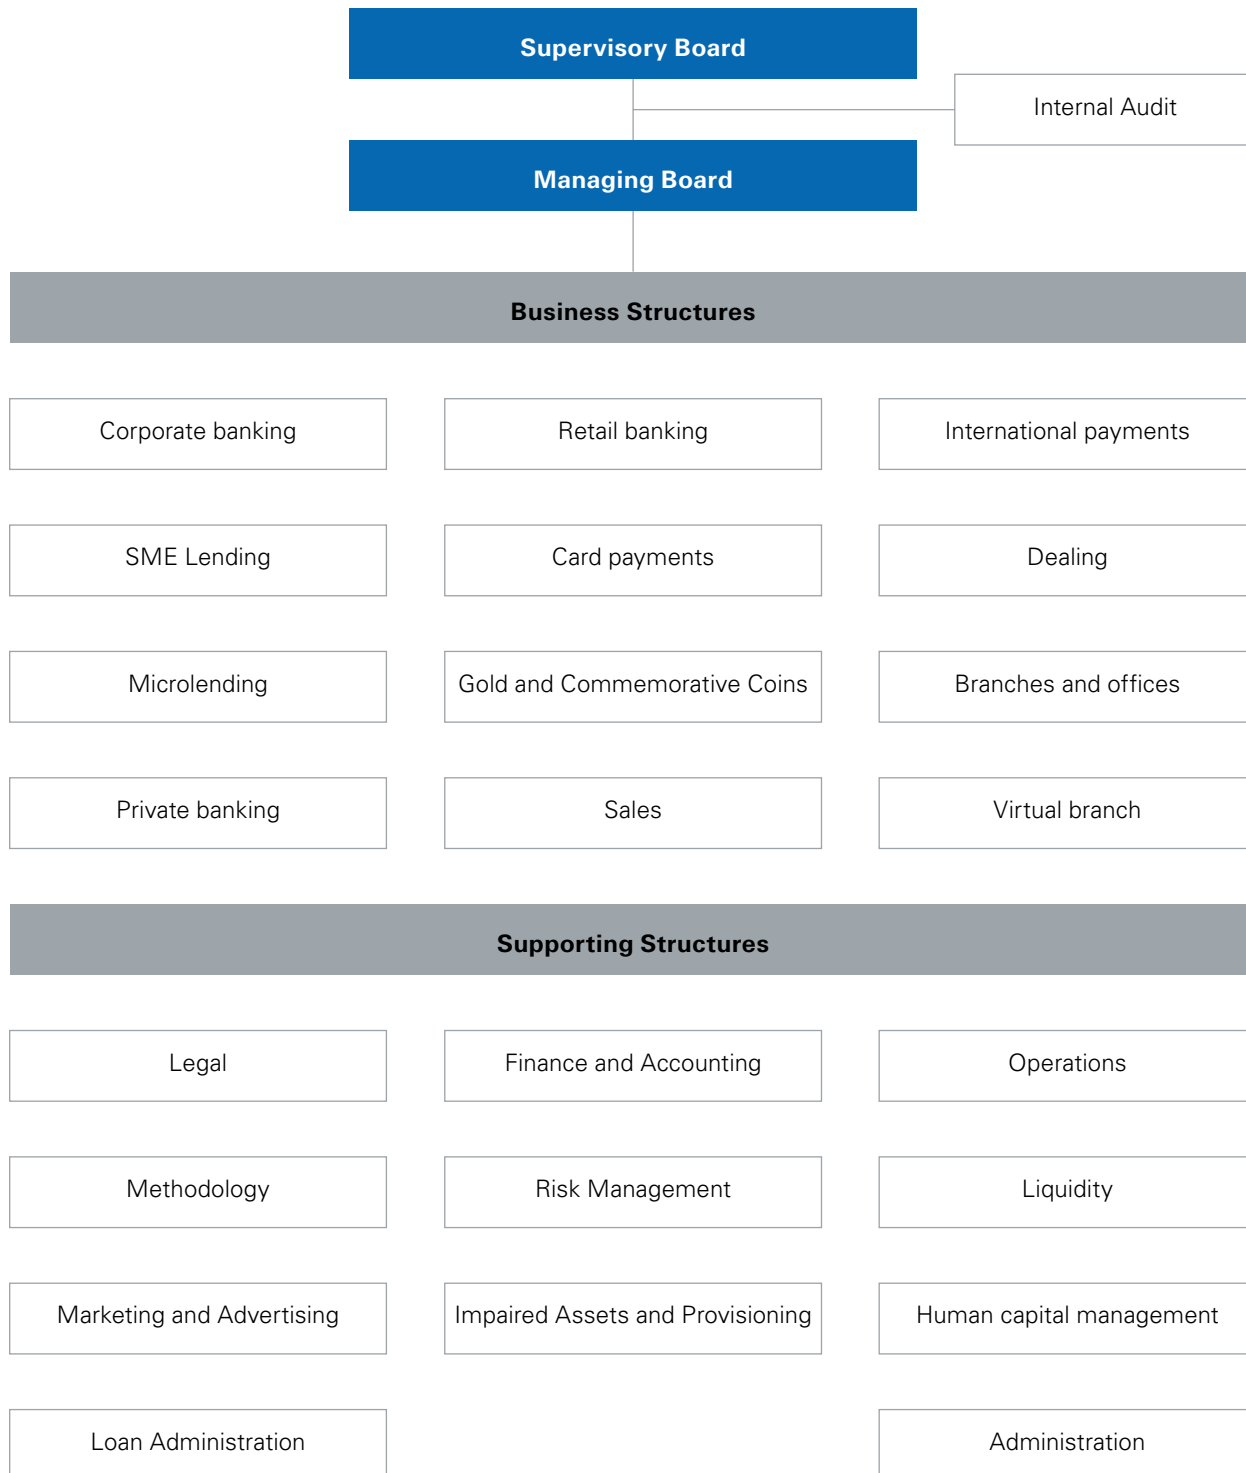 Supervisory Board
Internal Audit
Managing Board
Business Structures
Corporate banking
Retail banking
International payments
SME Lending
Card payments
Dealing
Microlending
Gold and Commemorative Coins
Branches and offices
Private banking
Sales
Virtual branch
Supporting Structures
Legal
Finance and Accounting
Operations
Methodology
Risk Management
Liquidity
Marketing and Advertising
Impaired Assets and Provisioning
Human capital management
Loan Administration
Administration